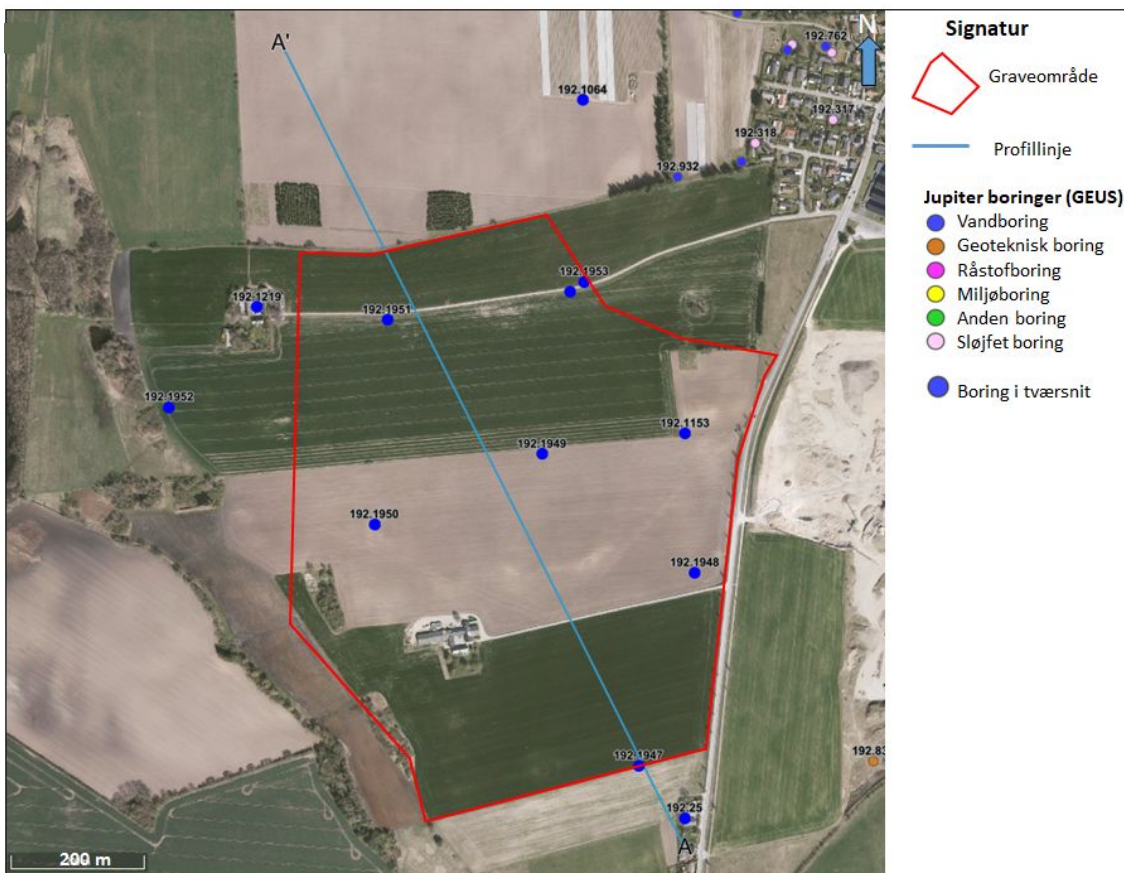 A'
N
192.762
192.1064
192.317
192.318
192.932
192.1953
192.1219
192.1951
192.1952
192.1153
192.1949
192.1950
192.1948
192.1947
192.83
192.25
A
200 m
Signatur
Graveområde
Profillinje
Jupiter boringer (GEUS)
Vandboring
Geoteknisk boring
Råstofboring
Miljøboring
Anden boring
Sløjfet boring
Boring i tværsnit